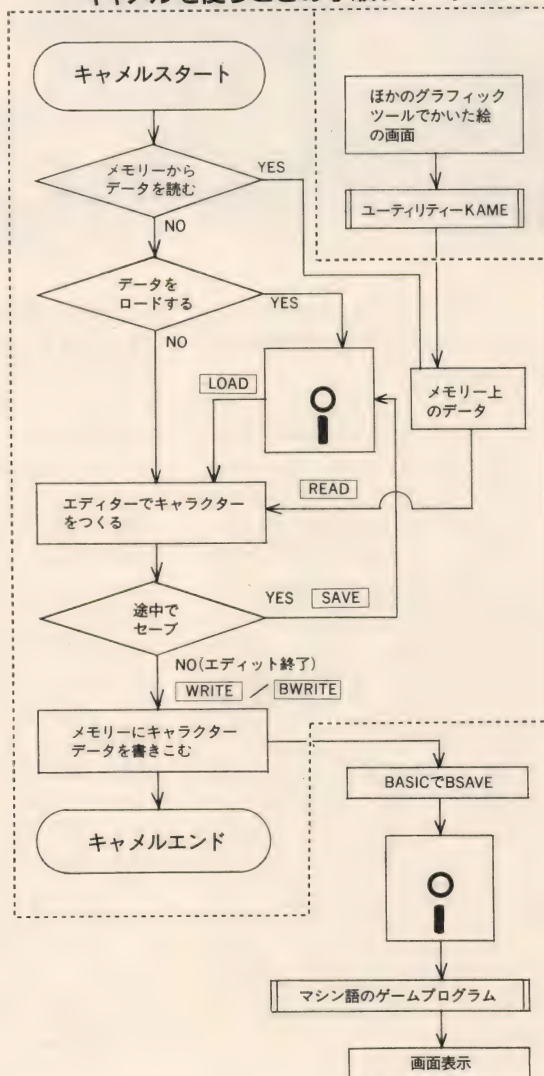 キャメルスタート
メモリーから
データを読む
YES
NO
データを
ロードする
YES
NO
LOAD
ほかのグラフィック
ツールでかいた絵
の画面
ユーティリティーKAME
メモリー上
のデータ
READ
エディターでキャラクター
をつくる
途中で
セーブ
YES SAVE
NO(エディット終了)
WRITE / BWRITE
メモリーにキャラクター
データを書きこむ
キャメルエンド
BASICでBSAVE
マシン語のゲームプログラム
画面表示